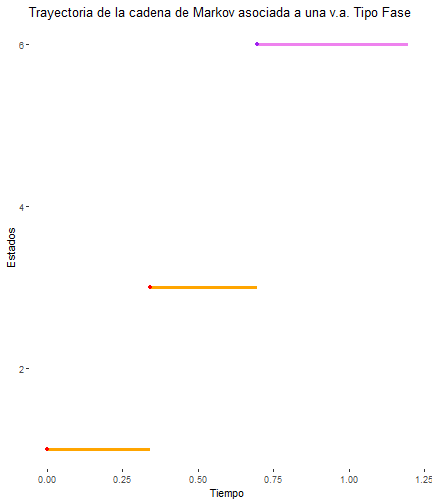 Trayectoria de la cadena de Markov asociada a una v.a. Tipo Fase
6
4
2
Estados
0.00 0.25 0.50 0.75 1.00 1.25
Tiempo